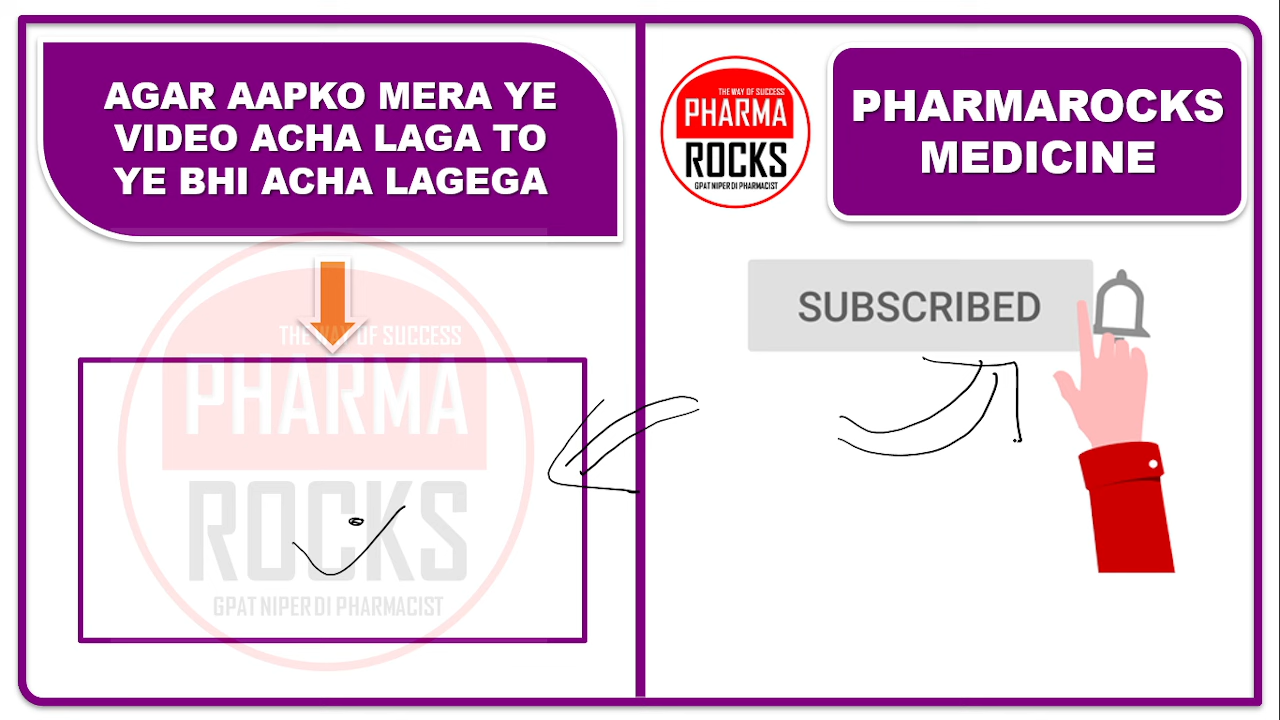 AGAR AAPKO MERA YE
VIDEO ACHA LAGA TO
YE BHI ACHA LAGEGA
THE WAY OF SUCCESS
PHARMA
ROCKS
GPAT NIPER DI PHARMACIST
THE WAY OF SUCCESS
PHARMA
ROCKS
GPAT NIPER DI PHARMACIST
PHARMAROCKS
MEDICINE
SUBSCRIBED